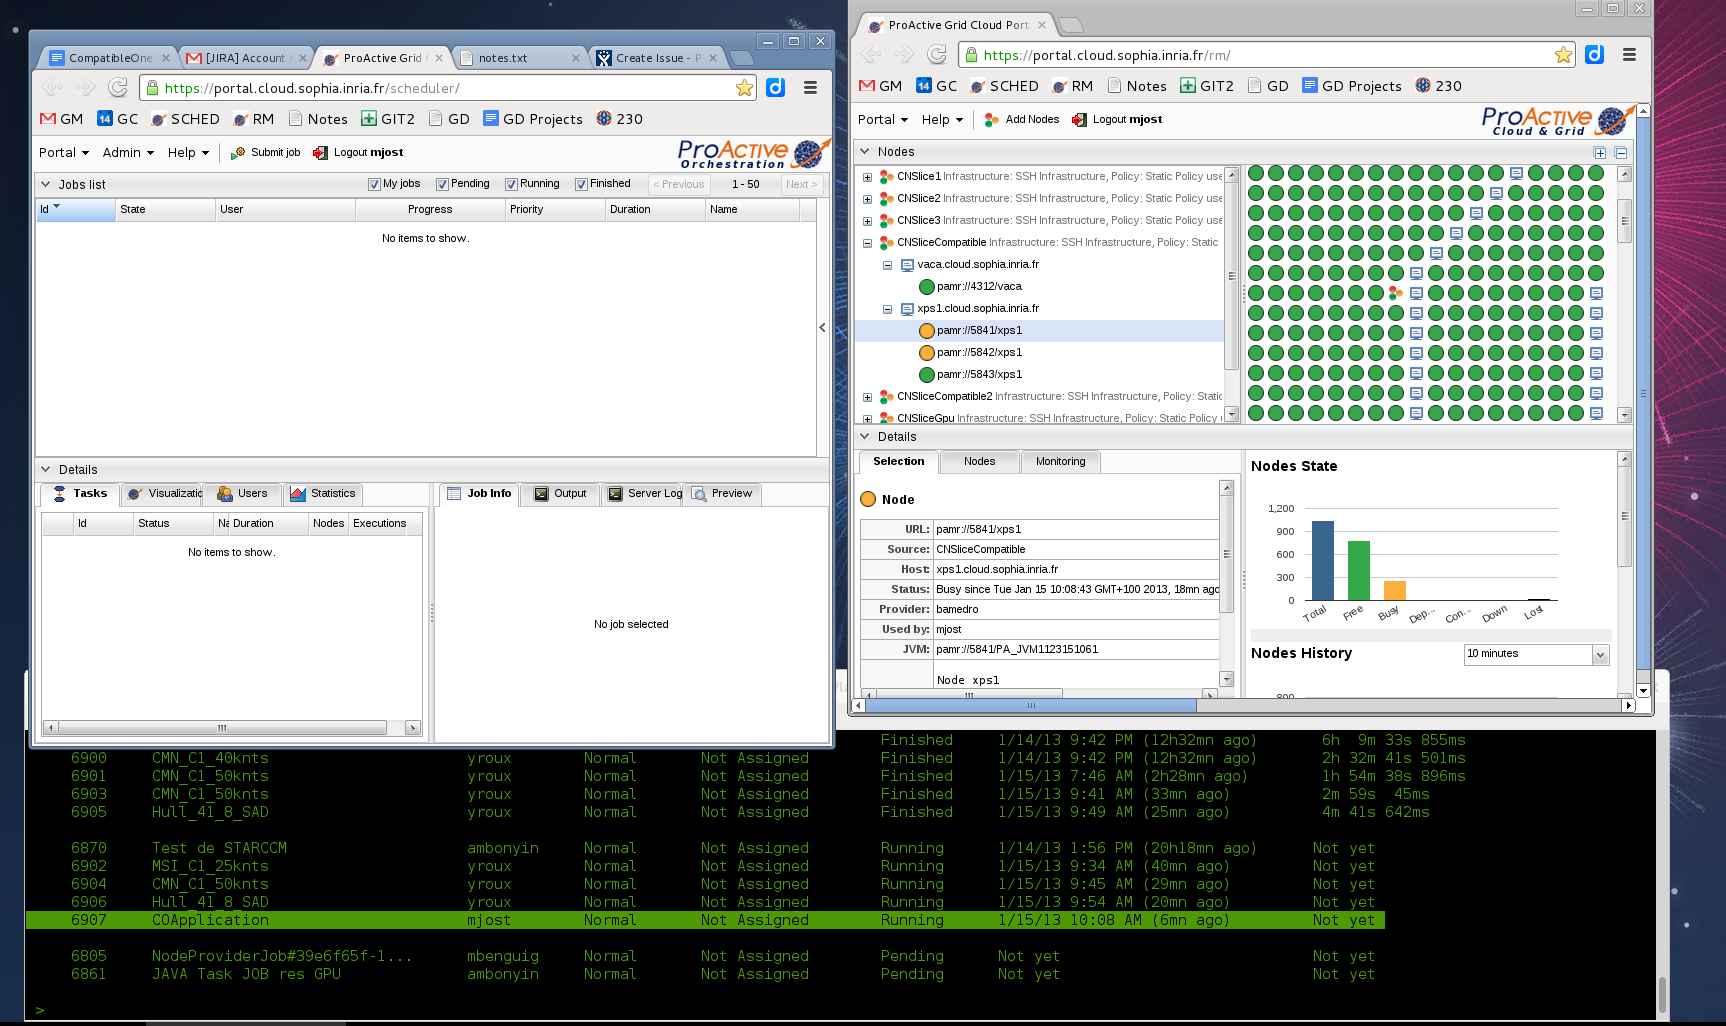 CompatibleOne
[JIRA] Account
ProActive Grid
notes.txt
Create Issue - P
https://portal.cloud.sophia.inria.fr/scheduler/
GM
14 GC
SCHED
RM
Notes
GIT2
GD
GD Projects
230
Portal
Admin
Help
Submit job
Logout mjost
ProActive
Orchestration
Jobs list
My jobs
Pending
Running
Finished
< Previous
1 - 50
Next >
Id State User Progress Priority Duration Name
No items to show.
Details
Tasks
Visualizatio
Users
Statistics
Id Status Na Duration Nodes Executions
No items to show.
Job Info
Output
Server Log
Preview
No job selected
ProActive Grid Cloud Port
https://portal.cloud.sophia.inria.fr/rm/
GM
14 GC
SCHED
RM
Notes
GIT2
GD
GD Projects
230
Portal
Help
Add Nodes
Logout mjost
ProActive
Cloud & Grid
Nodes
CNSlice1 Infrastructure: SSH Infrastructure, Policy: Static Policy use
CNSlice2 Infrastructure: SSH Infrastructure, Policy: Static Policy use
CNSlice3 Infrastructure: SSH Infrastructure, Policy: Static Policy use
CNSliceCompatible Infrastructure: SSH Infrastructure, Policy: Static
vaca.cloud.sophia.inria.fr
pamr://4312/vaca
xps1.cloud.sophia.inria.fr
pamr://5841/xps1
pamr://5842/xps1
pamr://5843/xps1
CNSliceCompatible2 Infrastructure: SSH Infrastructure, Policy: Static
CNSliceGpu Infrastructure: SSH Infrastructure, Policy: Static Policy
Details
Selection
Nodes
Monitoring
Node
URL: pamr://5841/xps1
Source: CNSliceCompatible
Host: xps1.cloud.sophia.inria.fr
Status: Busy since Tue Jan 15 10:08:43 GMT+100 2013, 18mn ago
Provider: bamedro
Used by: mjost
JVM: pamr://5841/PA_JVM1123151061
Node xps1
Nodes State
1,200
900
600
300
0
Total Free Busy Dep... Con... Down Lost
Nodes History
10 minutes
800
Finished 1/14/13 9:42 PM (12h32mn ago) 6h 9m 33s 855ms
6900 CMN_C1_40knts yroux Normal Not Assigned Finished 1/14/13 9:42 PM (12h32mn ago) 2h 32m 41s 501ms
6901 CMN_C1_50knts yroux Normal Not Assigned Finished 1/15/13 7:46 AM (2h28mn ago) 1h 54m 38s 896ms
6903 CMN_C1_50knts yroux Normal Not Assigned Finished 1/15/13 9:41 AM (33mn ago) 2m 59s 45ms
6905 Hull_41_8_SAD yroux Normal Not Assigned Finished 1/15/13 9:49 AM (25mn ago) 4m 41s 642ms
6870 Test de STARCCM ambonyin Normal Not Assigned Running 1/14/13 1:56 PM (20h18mn ago) Not yet
6902 MSI_C1_25knts yroux Normal Not Assigned Running 1/15/13 9:34 AM (40mn ago) Not yet
6904 CMN_C1_50knts yroux Normal Not Assigned Running 1/15/13 9:45 AM (29mn ago) Not yet
6906 Hull_41_8_SAD yroux Normal Not Assigned Running 1/15/13 9:54 AM (20mn ago) Not yet
6907 COApplication mjost Normal Not Assigned Running 1/15/13 10:08 AM (6mn ago) Not yet
6805 NodeProviderJob#39e6f65f-1... mbenguig Normal Not Assigned Pending Not yet Not yet
6861 JAVA Task JOB res GPU ambonyin Normal Not Assigned Pending Not yet Not yet
>